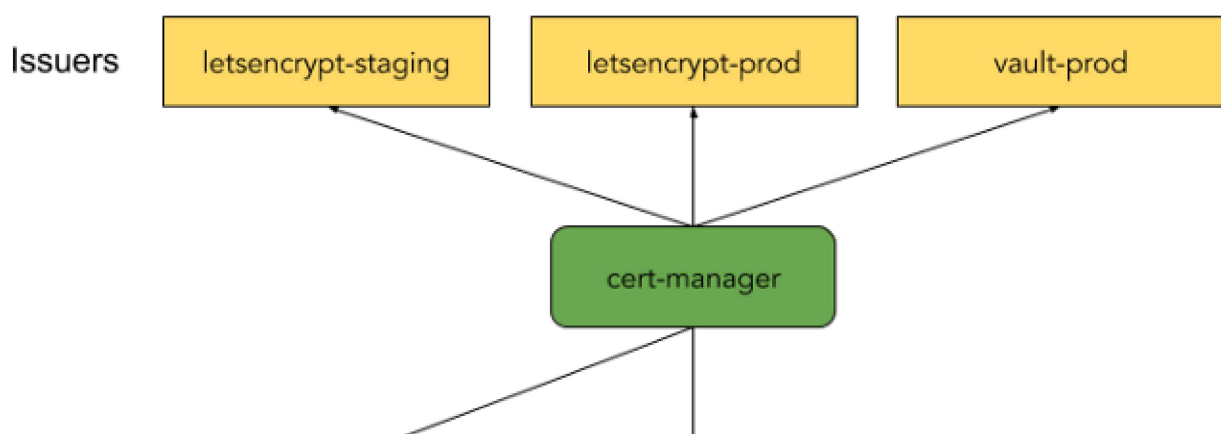 Issuers
letsencrypt-staging
letsencrypt-prod
vault-prod
cert-manager